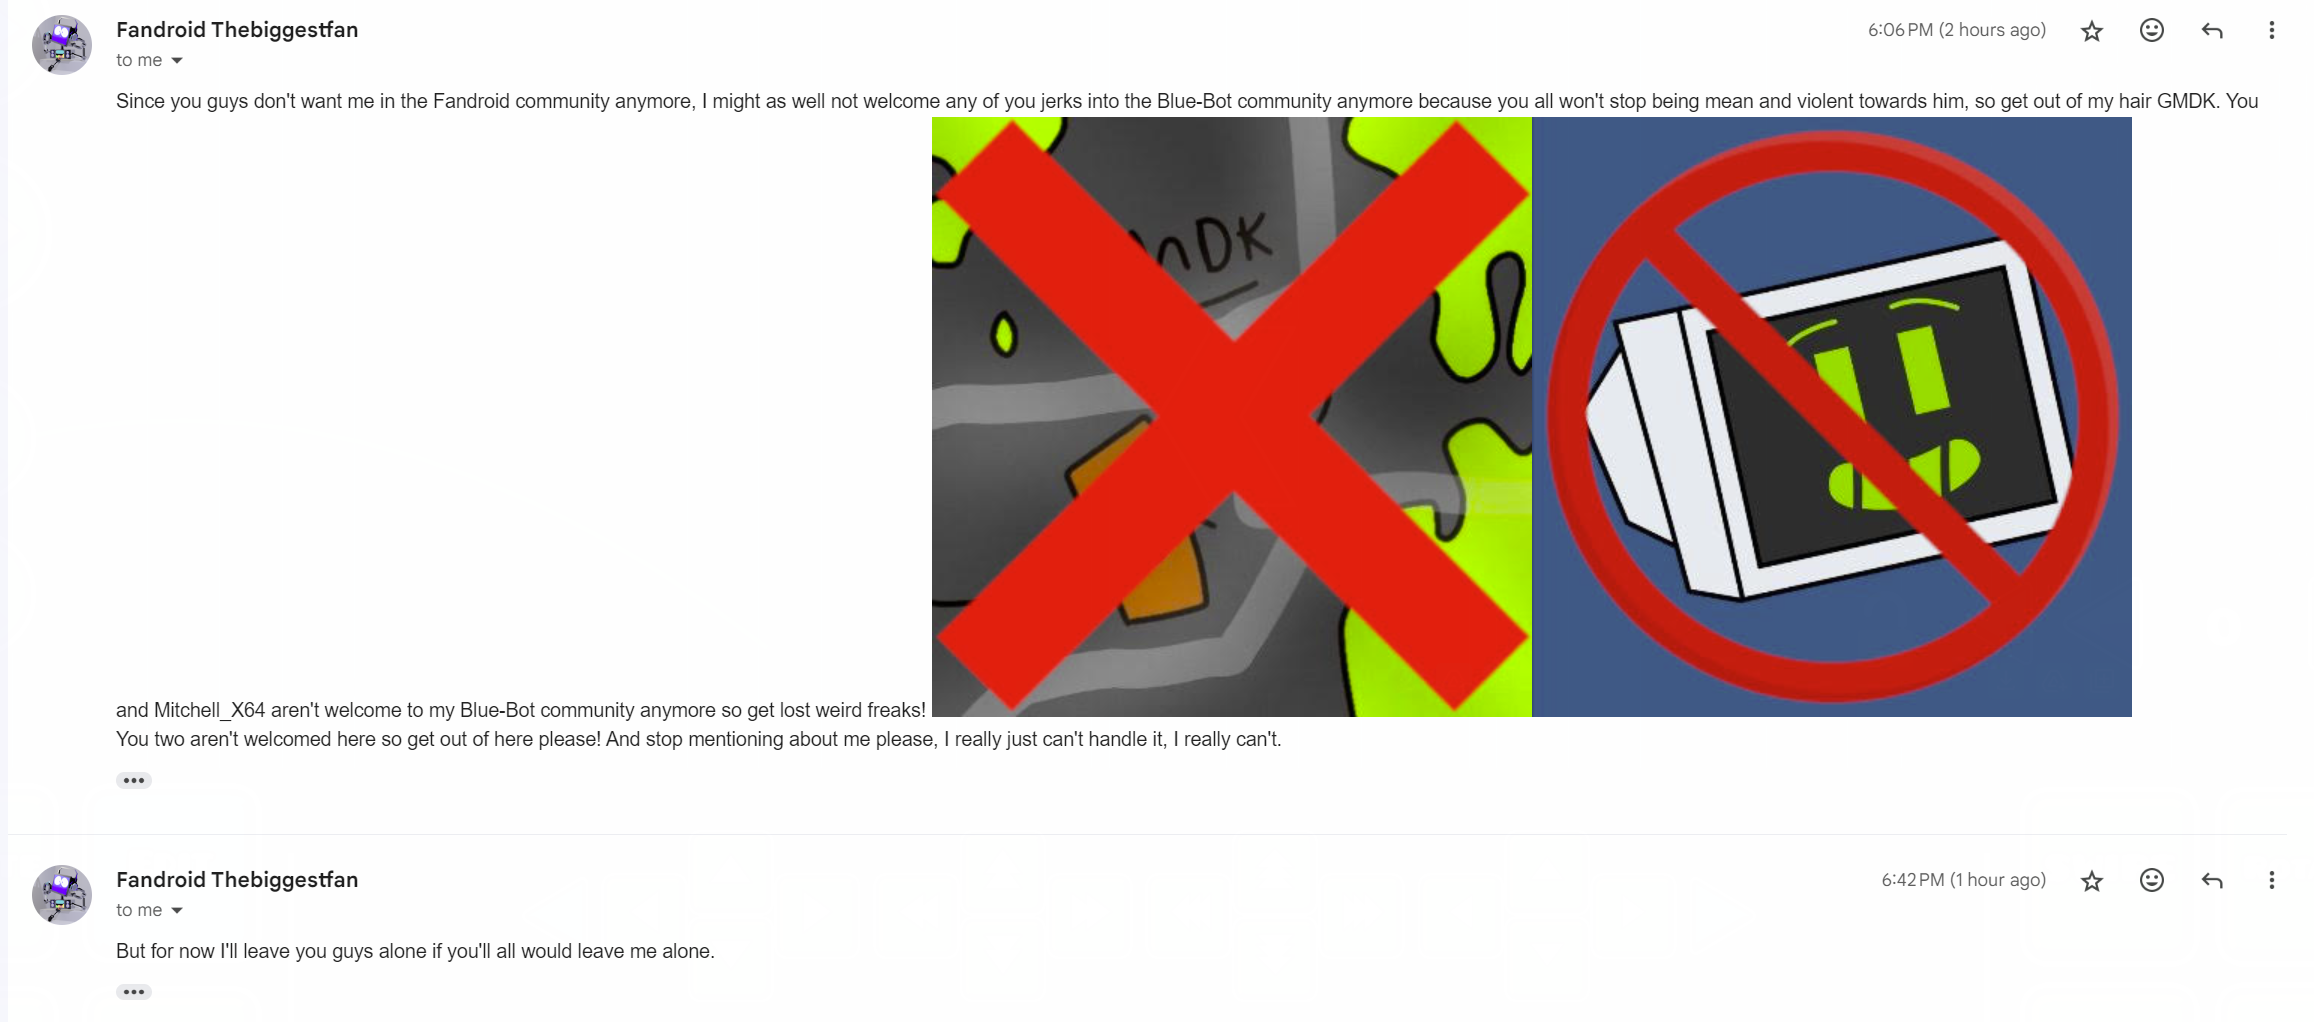 Fandroid Thebiggestfan
6:06 PM (2 hours ago)
to me
Since you guys don't want me in the Fandroid community anymore, I might as well not welcome any of you jerks into the Blue-Bot community anymore because you all won't stop being mean and violent towards him, so get out of my hair GMDK. You
DK
and Mitchell_X64 aren't welcome to my Blue-Bot community anymore so get lost weird freaks!
You two aren't welcomed here so get out of here please! And stop mentioning about me please, I really just can't handle it, I really can't.
Fandroid Thebiggestfan
6:42 PM (1 hour ago)
to me
But for now I'll leave you guys alone if you'll all would leave me alone.